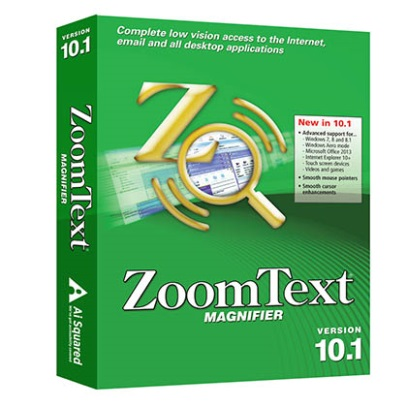 Complete low vision access to the Internet,
email and all desktop applications
VERSION
10.1
ZoomText
MAGNIFIER
Ai Squared
Z
New in 10.1
• Advanced support for...
- Windows 7, 8 and 8.1
- Windows Aero mode
- Microsoft Office 2013
- Internet Explorer 10+
- Touch screen devices
- Videos and games
• Smooth mouse pointers
• Smooth cursor
enhancements
ZoomText®
MAGNIFIER
VERSION
10.1